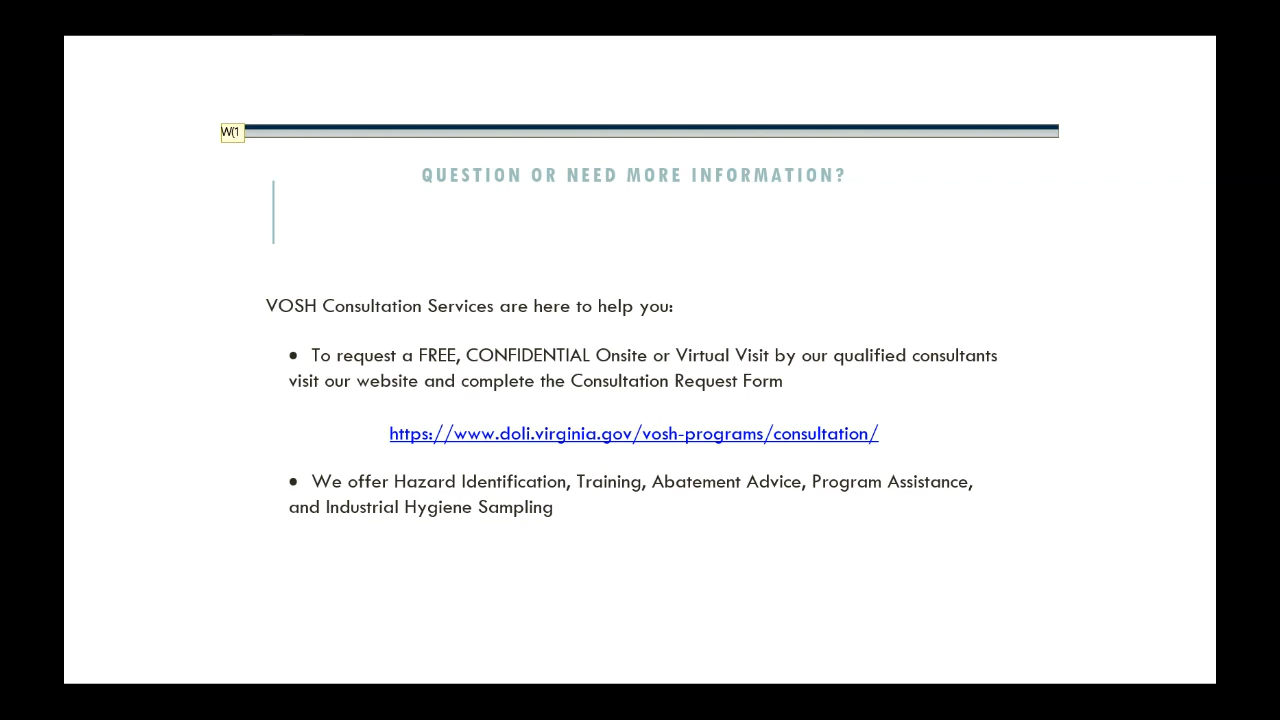 W(1
QUESTION OR NEED MORE INFORMATION?
VOSH Consultation Services are here to help you:
• To request a FREE, CONFIDENTIAL Onsite or Virtual Visit by our qualified consultants
visit our website and complete the Consultation Request Form
https://www.doli.virginia.gov/vosh-programs/consultation/
• We offer Hazard Identification, Training, Abatement Advice, Program Assistance,
and Industrial Hygiene Sampling